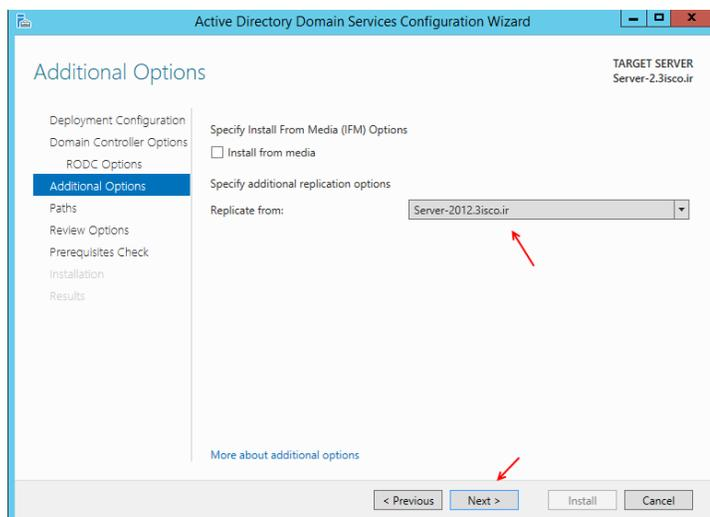 Active Directory Domain Services Configuration Wizard
Additional Options
TARGET SERVER
Server-2.3isco.ir
Deployment Configuration
Domain Controller Options
RODC Options
Additional Options
Paths
Review Options
Prerequisites Check
Installation
Results
Specify Install From Media (IFM) Options
Install from media
Specify additional replication options
Replicate from:
Server-2012.3isco.ir
More about additional options
< Previous
Next >
Install
Cancel